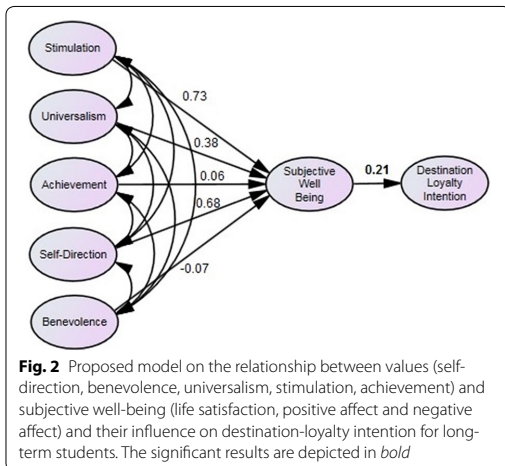 Stimulation
Universalism
Achievement
Self-Direction
Benevolence
0.73
0.38
0.06
0.68
-0.07
Subjective
Well
Being
0.21
Destination
Loyalty
Intention
Fig. 2 Proposed model on the relationship between values (self-
direction, benevolence, universalism, stimulation, achievement) and
subjective well-being (life satisfaction, positive affect and negative
affect) and their influence on destination-loyalty intention for long-
term students. The significant results are depicted in bold